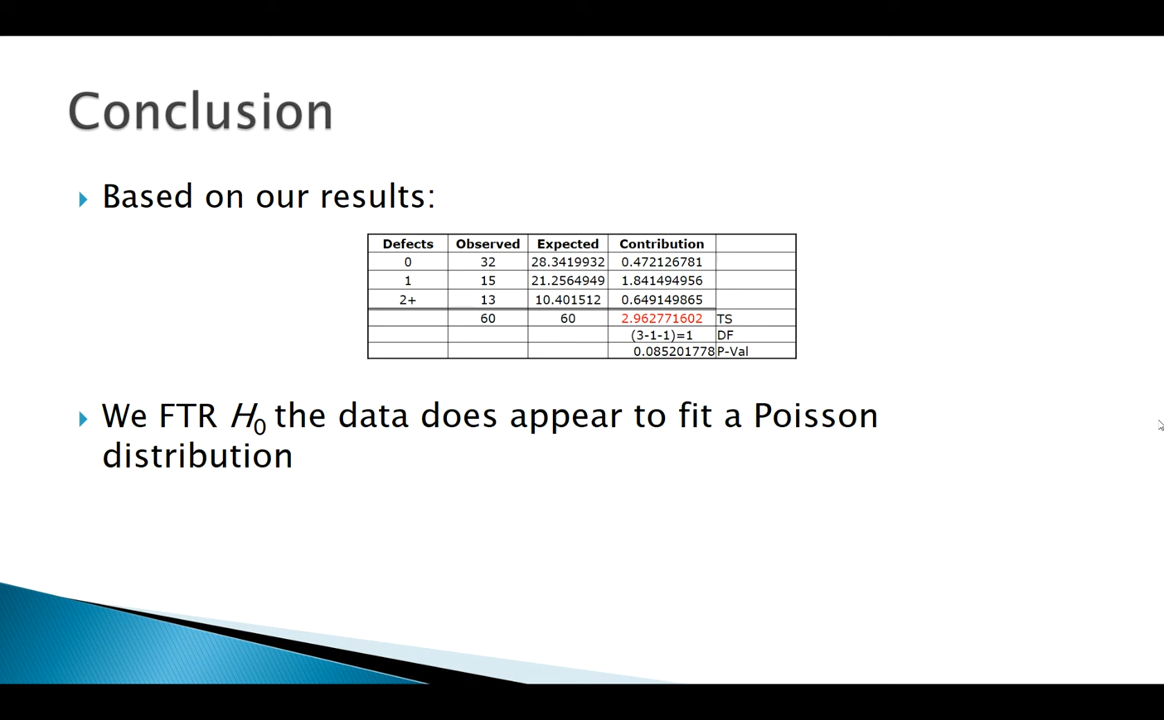 Conclusion
Based on our results:
Defects Observed Expected Contribution
0 32 28.3419932 0.472126781
1 15 21.2564949 1.841494956
2+ 13 10.401512 0.649149865
60 60 2.962771602 TS
(3-1-1)=1 DF
0.085201778 P-Val
We FTR H0 the data does appear to fit a Poisson
distribution